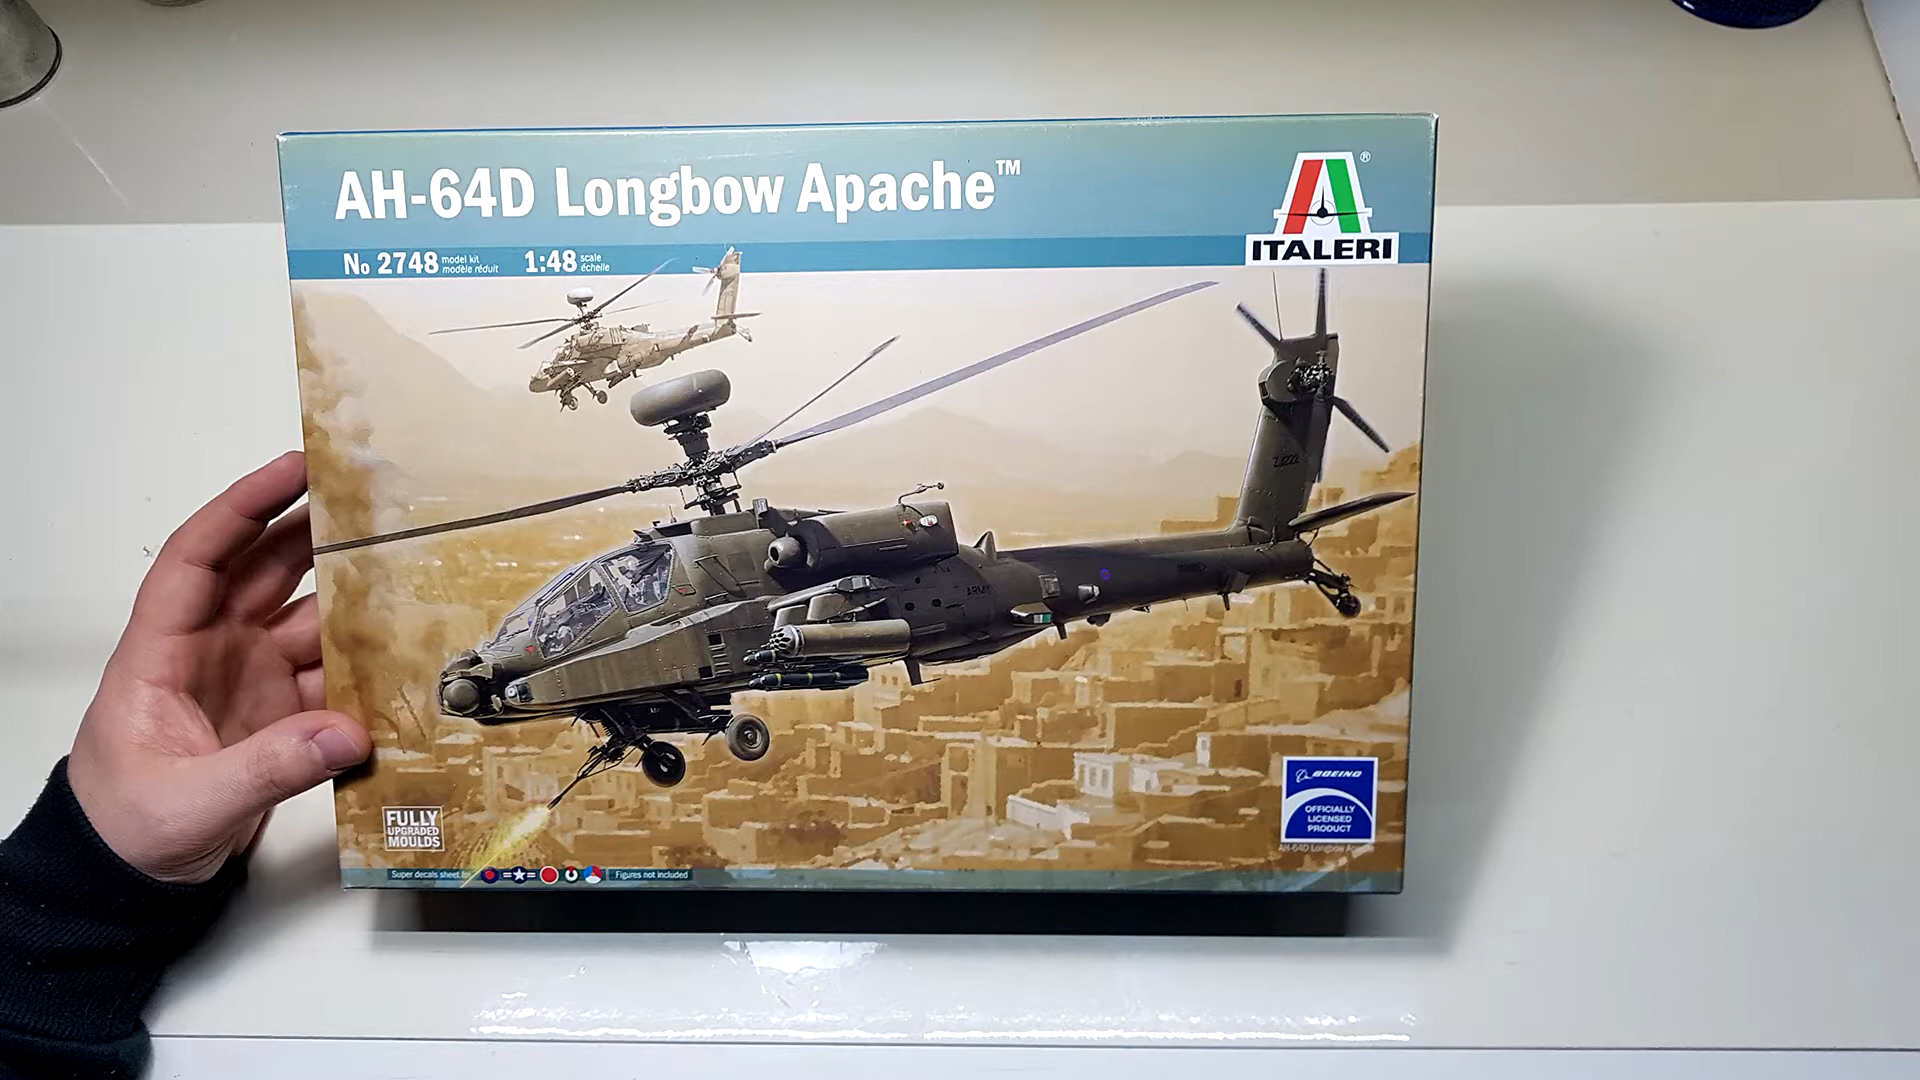 AH-64D Longbow Apache™
ITALERI®
No 2748 model kit
modèle réduit
1:48 scale
échelle
ARMY
FULLY
UPGRADED
MOULDS
BOEING
OFFICIALLY
LICENSED
PRODUCT
AH-64D Longbow Apache
Super decals sheet for
Figures not included